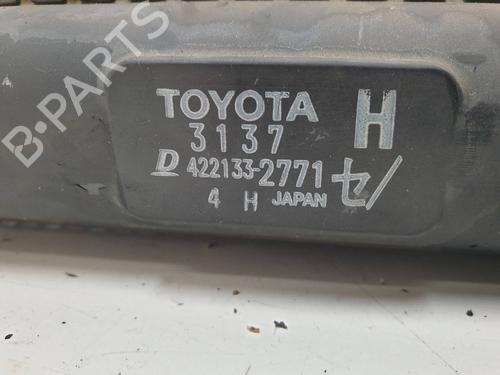 B-PARTS
TOYOTA H
3137
D 422133-2771 セ/
4 H JAPAN